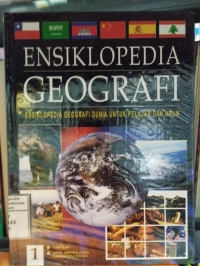 ENSIKLOPEDIA
GEOGRAFI
ENSIKLOPEDIA GEOGRAFI DUNIA UNTUK PELAJAR DAN UMUM
1